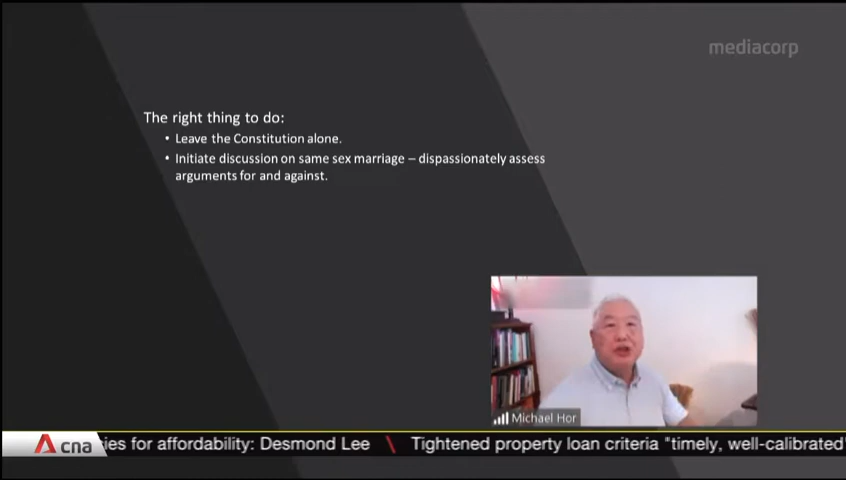 mediacorp
The right thing to do:
• Leave the Constitution alone.
• Initiate discussion on same sex marriage – dispassionately assess
arguments for and against.
Michael Hor
cna
ies for affordability: Desmond Lee \ Tightened property loan criteria "timely, well-calibrated"